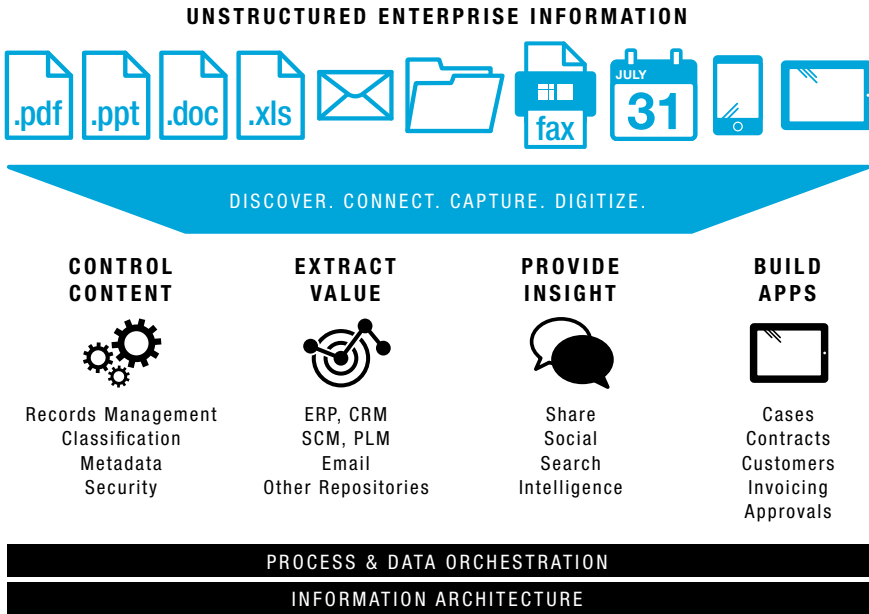 UNSTRUCTURED ENTERPRISE INFORMATION
.pdf
.ppt
.doc
.xls
fax
JULY
31
DISCOVER. CONNECT. CAPTURE. DIGITIZE.
CONTROL
CONTENT
Records Management
Classification
Metadata
Security
EXTRACT
VALUE
ERP, CRM
SCM, PLM
Email
Other Repositories
PROVIDE
INSIGHT
Share
Social
Search
Intelligence
BUILD
APPS
Cases
Contracts
Customers
Invoicing
Approvals
PROCESS & DATA ORCHESTRATION
INFORMATION ARCHITECTURE